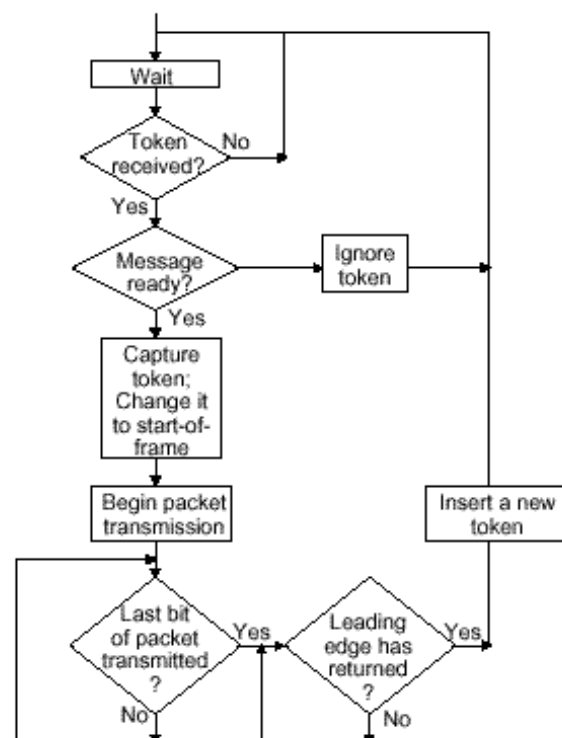 Wait
Token
received?
No
Yes
Message
ready?
Ignore
token
Yes
Capture
token;
Change it
to start-of-
frame
Begin packet
transmission
Insert a new
token
Last bit
of packet
transmitted
?
Yes
Leading
edge has
returned
?
Yes
No
No